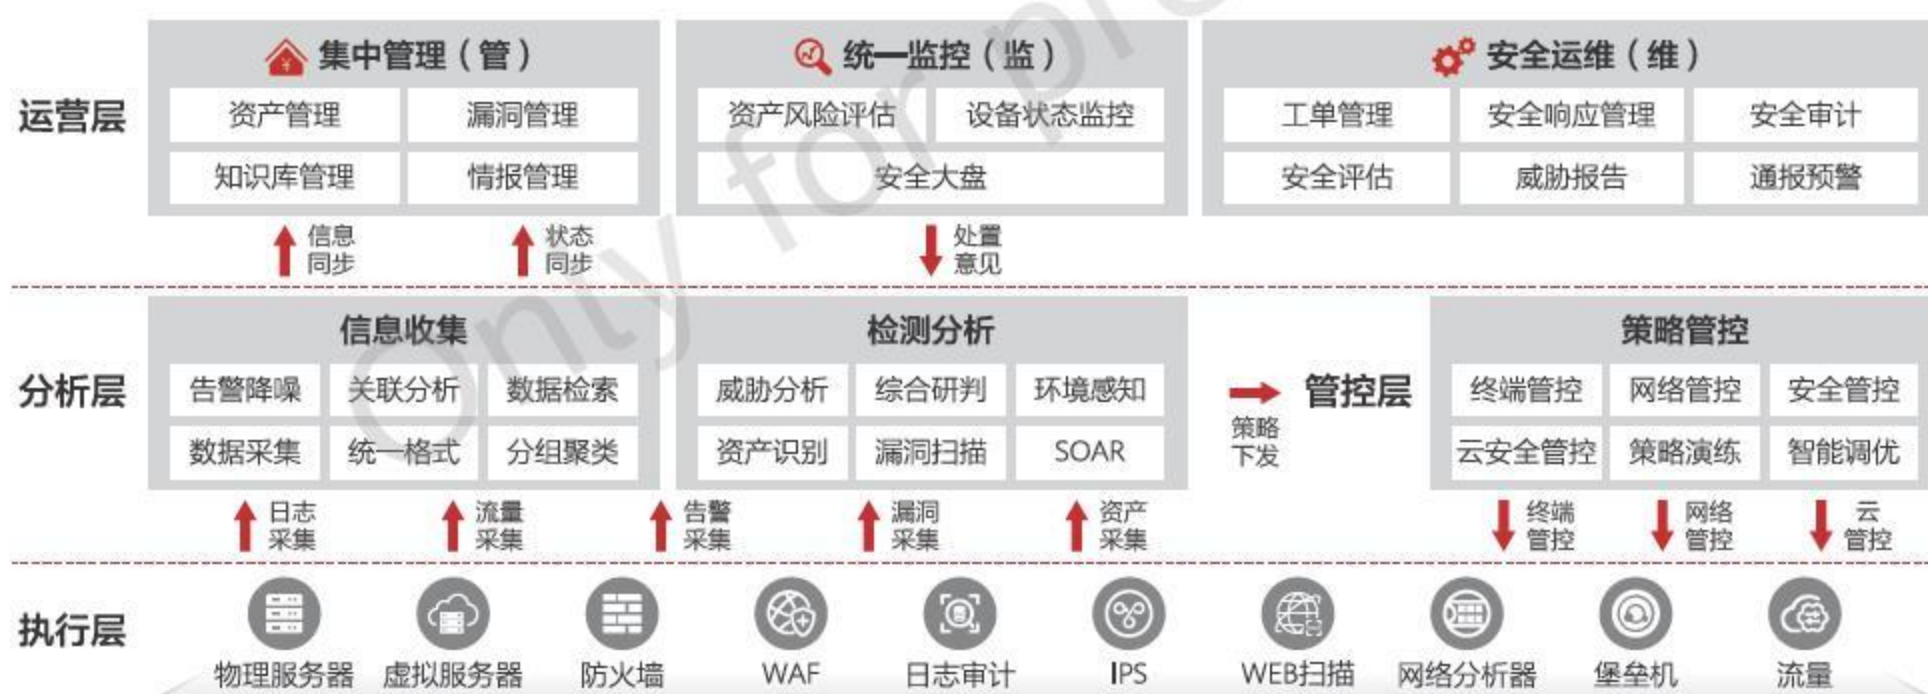 集中管理（管）
统一监控（监）
安全运维（维）
运营层
资产管理
漏洞管理
资产风险评估
设备状态监控
工单管理
安全响应管理
安全审计
知识库管理
情报管理
安全大盘
安全评估
威胁报告
通报预警
信息
同步
状态
同步
处置
意见
信息收集
检测分析
策略管控
分析层
告警降噪
关联分析
数据检索
威胁分析
综合研判
环境感知
策略
下发
管控层
终端管控
网络管控
安全管控
数据采集
统一格式
分组聚类
资产识别
漏洞扫描
SOAR
云安全管控
策略演练
智能调优
日志
采集
流量
采集
告警
采集
漏洞
采集
资产
采集
终端
管控
网络
管控
云
管控
执行层
物理服务器
虚拟服务器
防火墙
WAF
日志审计
IPS
WEB扫描
网络分析器
堡垒机
流量
Only for pr